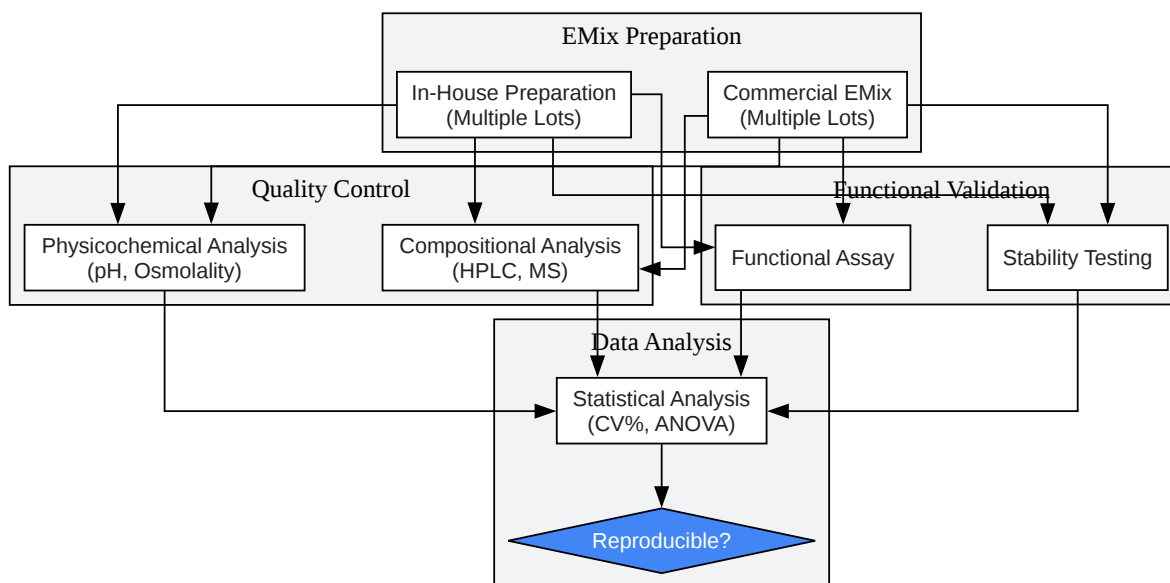 EMix Preparation
In-House Preparation
(Multiple Lots)
Commercial EMix
(Multiple Lots)
Quality Control
Functional Validation
Physicochemical Analysis
(pH, Osmolality)
Compositional Analysis
(HPLC, MS)
Functional Assay
Stability Testing
Data Analysis
Statistical Analysis
(CV%, ANOVA)
Reproducible?